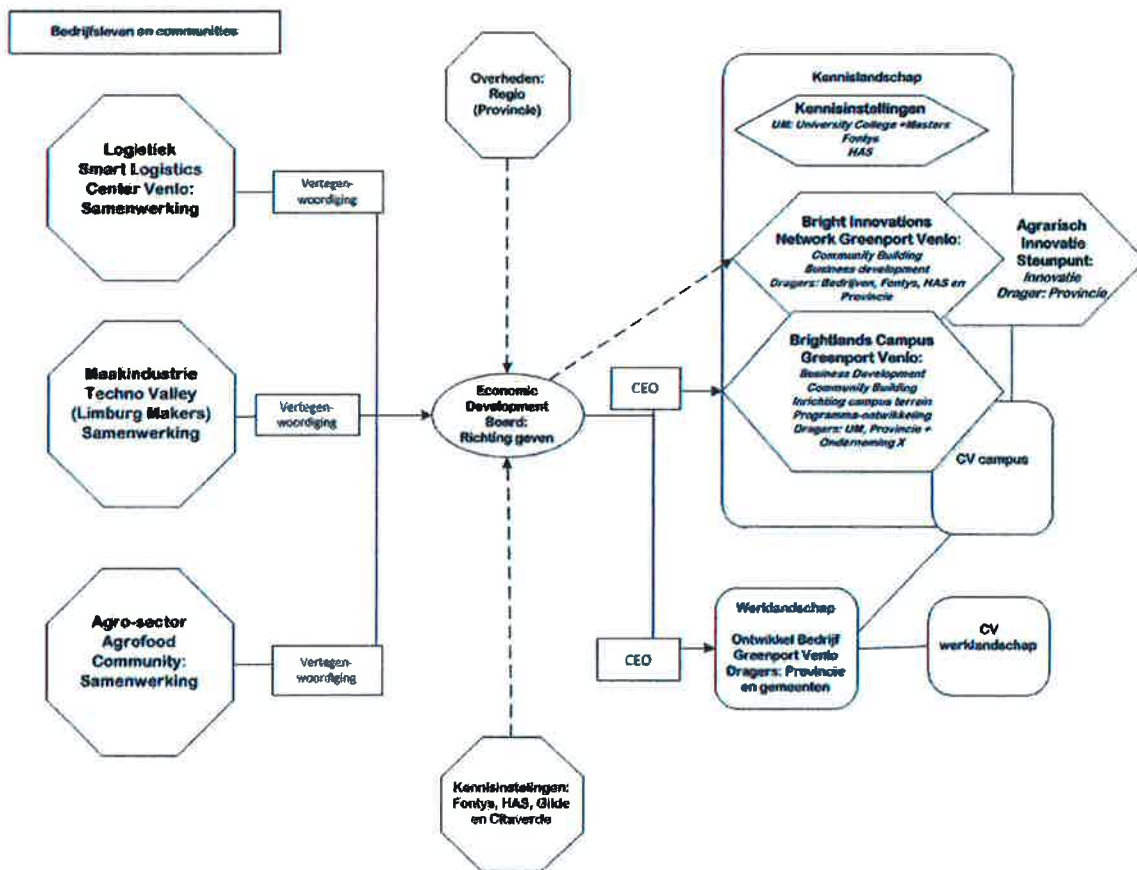 Bedrijfsleven en communities
Logistiek
Smart Logistics
Center Venlo:
Samenwerking
Vertegen-
woordiging
Maakindustrie
Techno Valley
(Limburg Makers)
Samenwerking
Vertegen-
woordiging
Agro-sector
Agrofood
Community:
Samenwerking
Vertegen-
woordiging
Overheden:
Regio
(Provincie)
Economic
Development
Board:
Richting geven
Kennisinstelingen:
Fontys, HAS, Gilde
en Citaverde
CEO
CEO
Kennislandschap
Kennisinstellingen
UM: University College +Masters
Fontys
HAS
Bright Innovations
Network Greenport Venlo:
Community Building
Business development
Dragers: Bedrijven, Fontys, HAS en
Provincie
Agrarisch
Innovatie
Steunpunt:
Innovatie
Drager: Provincie
Brightlands Campus
Greenport Venlo:
Business Development
Community Building
Inrichting campus terrein
Programma-ontwikkeling
Dragers: UM, Provincie +
Onderneming X
CV campus
Werklandschap
Ontwikkel Bedrijf
Greenport Venlo
Dragers: Provincie
en gemeenten
CV
werklandschap